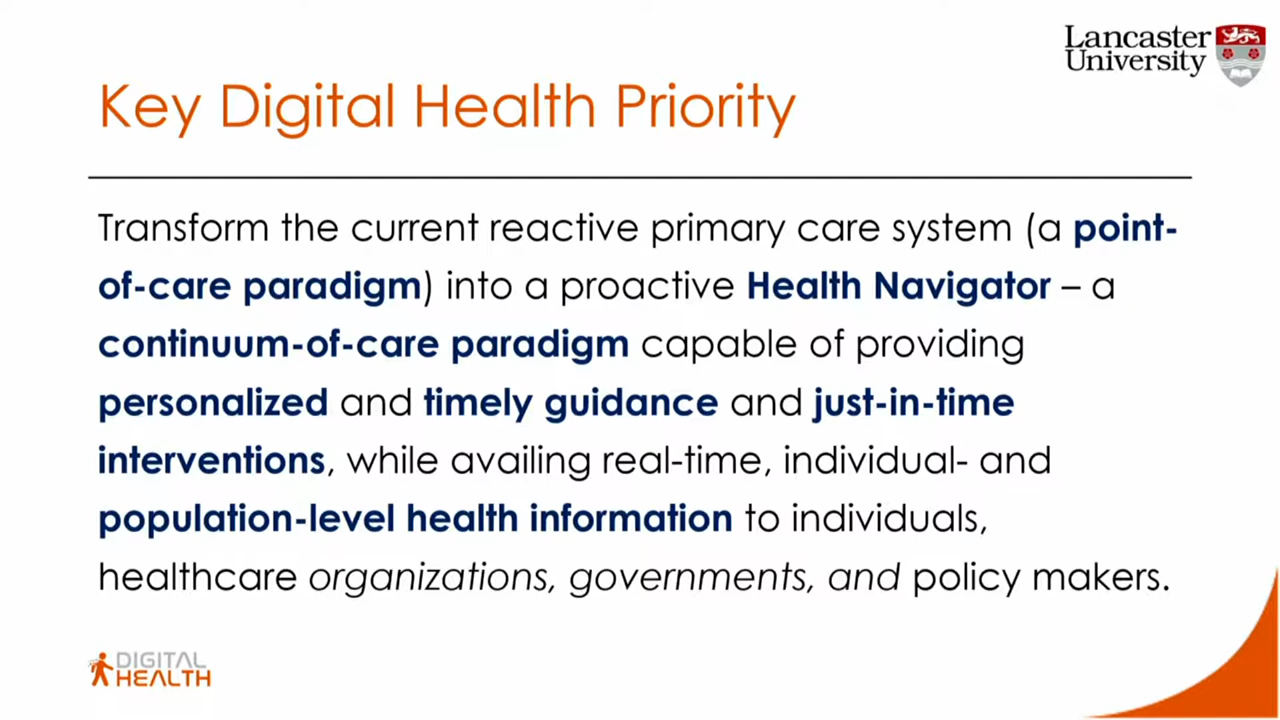 Lancaster
University
Key Digital Health Priority
Transform the current reactive primary care system (a point-
of-care paradigm) into a proactive Health Navigator – a
continuum-of-care paradigm capable of providing
personalized and timely guidance and just-in-time
interventions, while availing real-time, individual- and
population-level health information to individuals,
healthcare organizations, governments, and policy makers.
DIGITAL
HEALTH